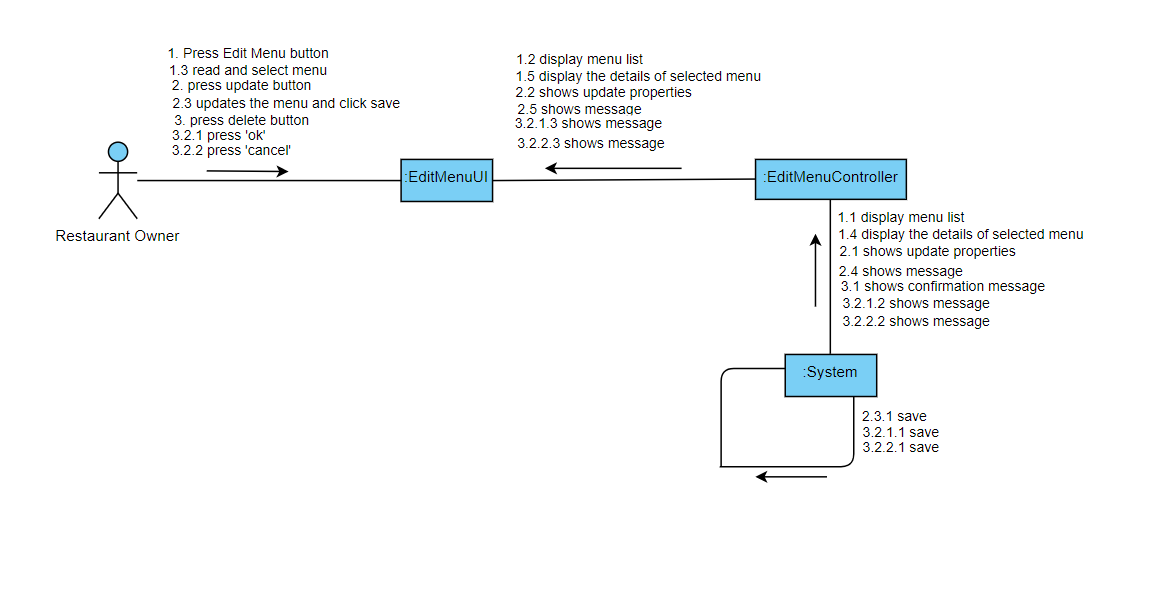 1. Press Edit Menu button
1.3 read and select menu
2. press update button
2.3 updates the menu and click save
3. press delete button
3.2.1 press 'ok'
3.2.2 press 'cancel'
1.2 display menu list
1.5 display the details of selected menu
2.2 shows update properties
2.5 shows message
3.2.1.3 shows message
3.2.2.3 shows message
Restaurant Owner
:EditMenuUI
:EditMenuController
1.1 display menu list
1.4 display the details of selected menu
2.1 shows update properties
2.4 shows message
3.1 shows confirmation message
3.2.1.2 shows message
3.2.2.2 shows message
:System
2.3.1 save
3.2.1.1 save
3.2.2.1 save